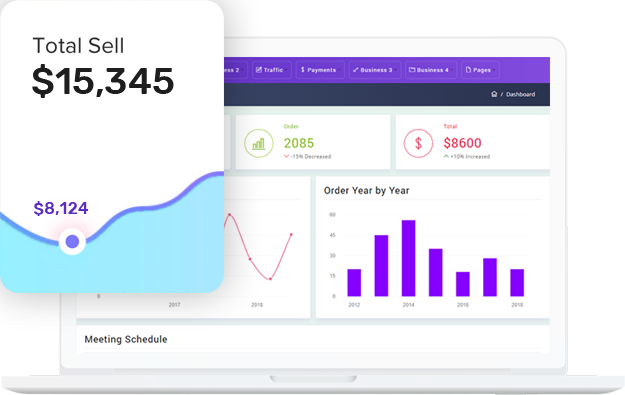 Total Sell
$15,345
$8,124
ess 2
Traffic
$ Payments
Business 3
Business 4
Pages
/ Dashboard
Order
2085
-15% Decreased
$
Total
$8600
+10% Increased
Order Year by Year
60
45
30
15
0
2012
2014
2016
2018
0
2017
2018
Meeting Schedule